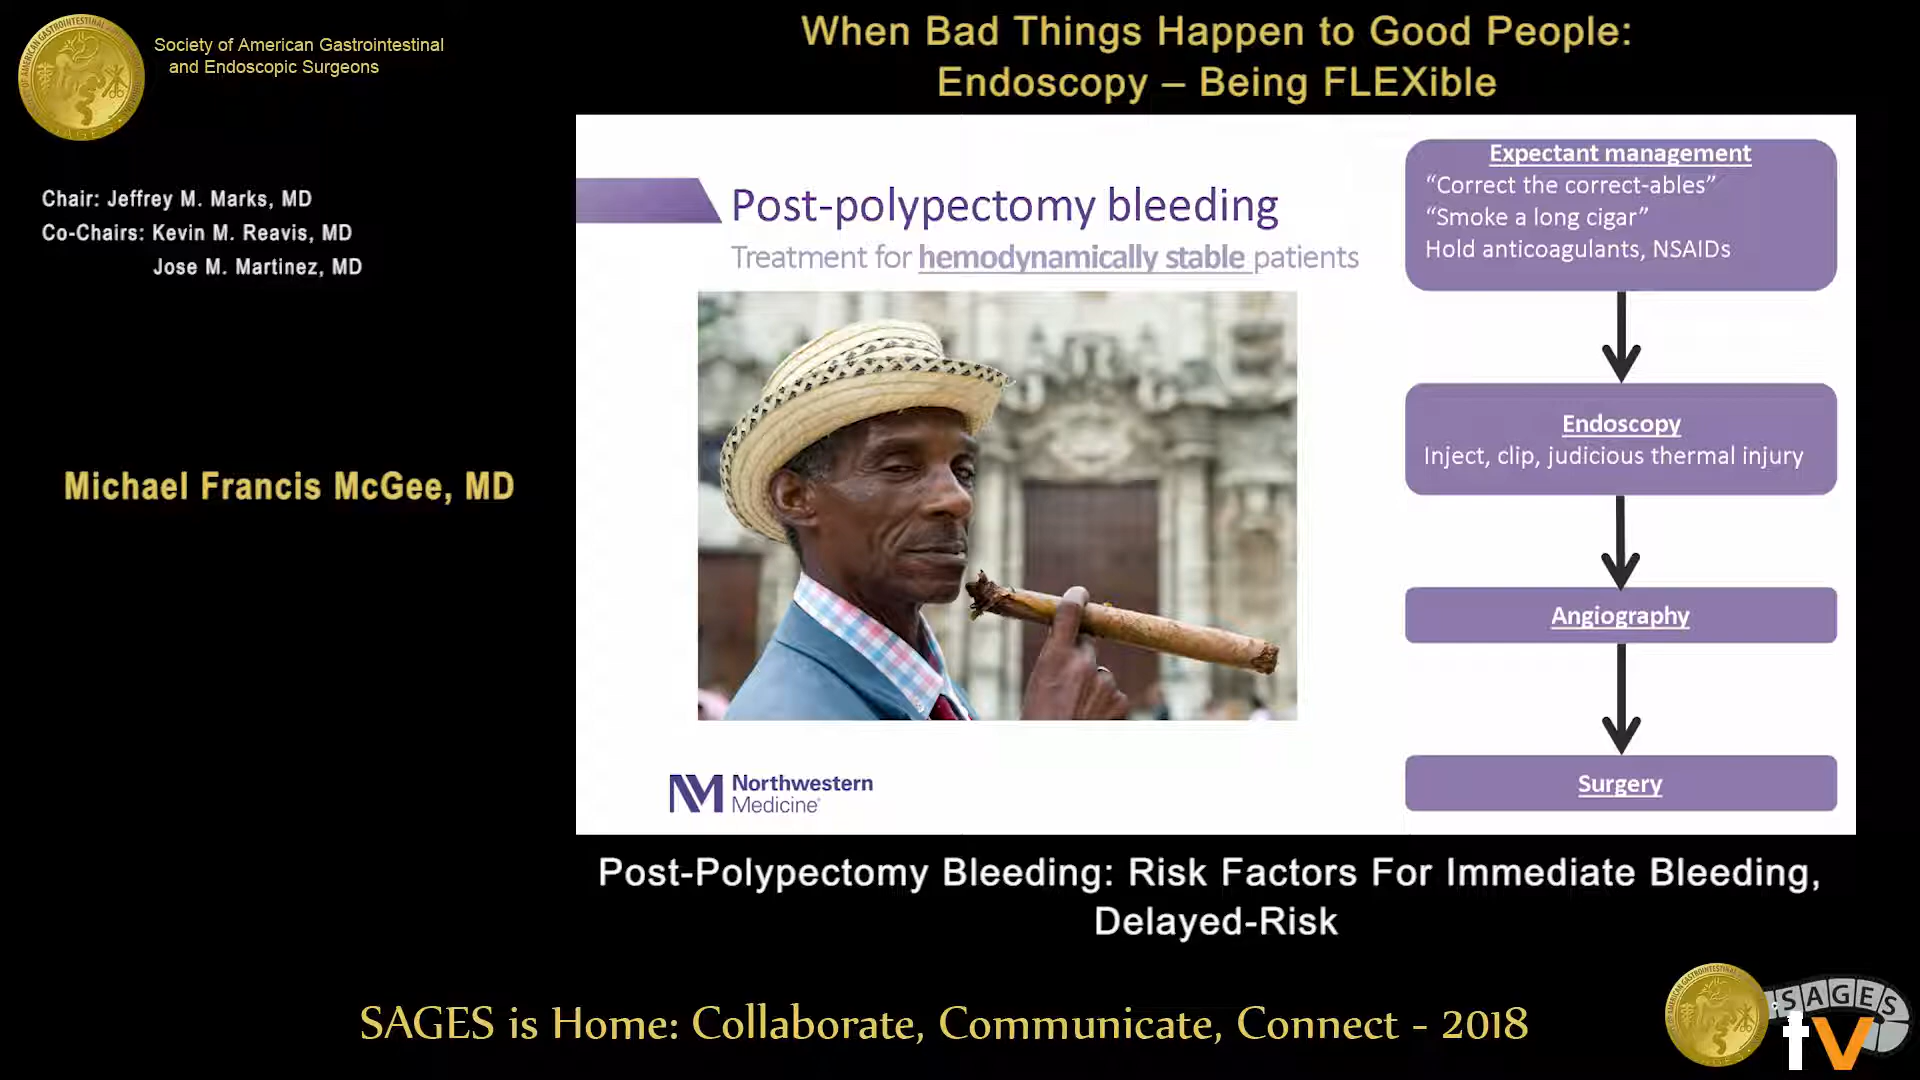 Society of American Gastrointestinal
and Endoscopic Surgeons
When Bad Things Happen to Good People:
Endoscopy – Being FLEXible
Chair: Jeffrey M. Marks, MD
Co-Chairs: Kevin M. Reavis, MD
Jose M. Martinez, MD
Michael Francis McGee, MD
Post-polypectomy bleeding
Treatment for hemodynamically stable patients
Expectant management
“Correct the correct-ables”
“Smoke a long cigar”
Hold anticoagulants, NSAIDs
Endoscopy
Inject, clip, judicious thermal injury
Angiography
Surgery
Northwestern
Medicine
Post-Polypectomy Bleeding: Risk Factors For Immediate Bleeding,
Delayed-Risk
SAGES is Home: Collaborate, Communicate, Connect - 2018
SAGES
tv